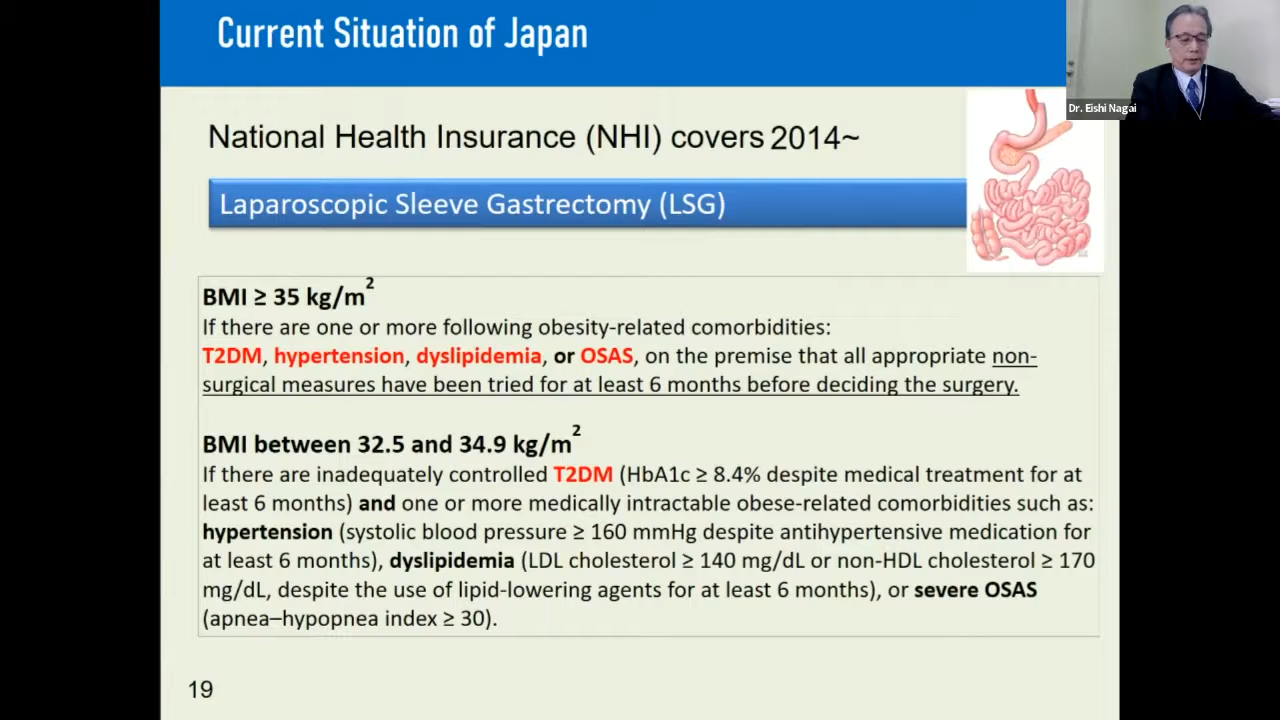 Current Situation of Japan
Dr. Eishi Nagai
National Health Insurance (NHI) covers 2014~
Laparoscopic Sleeve Gastrectomy (LSG)
BMI ≥ 35 kg/m²
If there are one or more following obesity-related comorbidities:
T2DM, hypertension, dyslipidemia, or OSAS, on the premise that all appropriate non-
surgical measures have been tried for at least 6 months before deciding the surgery.
BMI between 32.5 and 34.9 kg/m²
If there are inadequately controlled T2DM (HbA1c ≥ 8.4% despite medical treatment for at
least 6 months) and one or more medically intractable obese-related comorbidities such as:
hypertension (systolic blood pressure ≥ 160 mmHg despite antihypertensive medication for
at least 6 months), dyslipidemia (LDL cholesterol ≥ 140 mg/dL or non-HDL cholesterol ≥ 170
mg/dL, despite the use of lipid-lowering agents for at least 6 months), or severe OSAS
(apnea–hypopnea index ≥ 30).
19